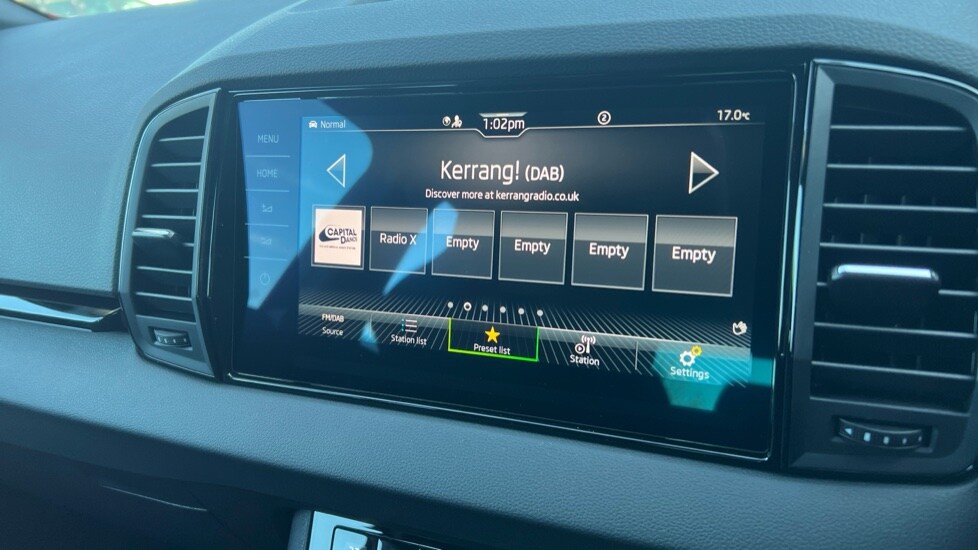 Normal
1:02pm
2
17.0°C
MENU
HOME
Kerrang! (DAB)
Discover more at kerrangradio.co.uk
CAPITAL
DANCE
Radio X
Empty
Empty
Empty
Empty
FM/DAB
Source
Station list
Preset list
Station
Settings